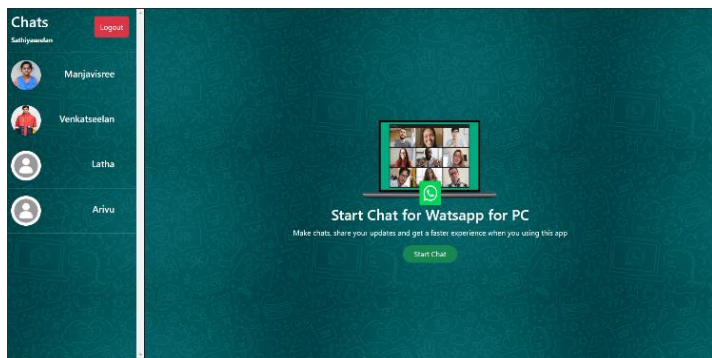 Chats
Logout
Sathiyaseelan
Manjavisree
Venkatseelan
Latha
Arivu
Start Chat for Watsapp for PC
Make chats, share your updates and get a faster experience when you using this app
Start Chat